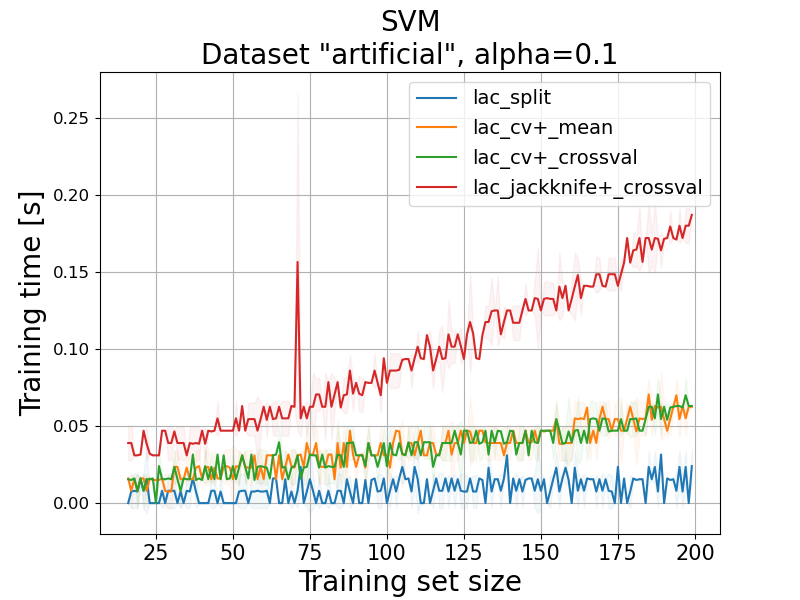 SVM
Dataset "artificial", alpha=0.1
lac_split
lac_cv+_mean
lac_cv+_crossval
lac_jackknife+_crossval
Training time [s]
0.25
0.20
0.15
0.10
0.05
0.00
25 50 75 100 125 150 175 200
Training set size